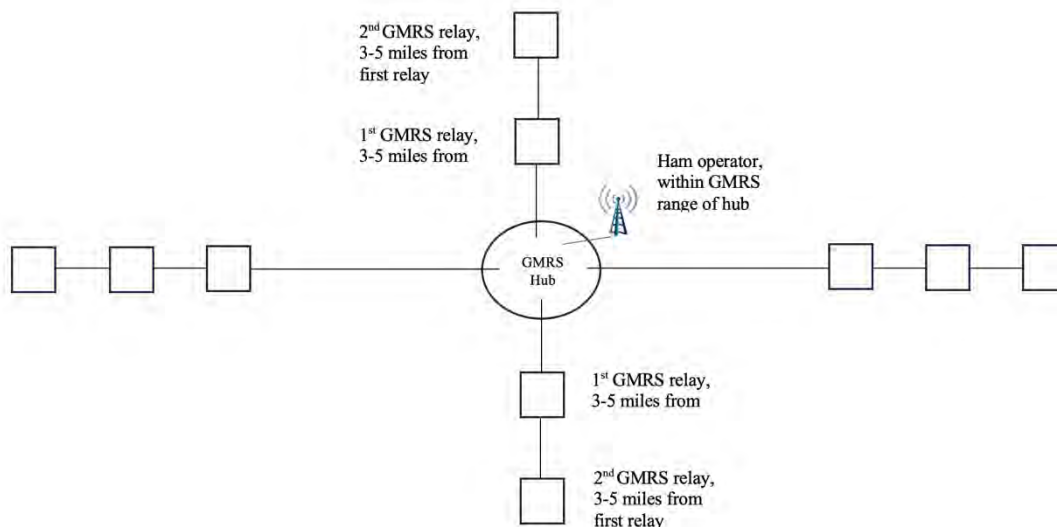 2nd GMRS relay,
3-5 miles from
first relay
1st GMRS relay,
3-5 miles from
Ham operator,
within GMRS
range of hub
GMRS
Hub
1st GMRS relay,
3-5 miles from
2nd GMRS relay,
3-5 miles from
first relay